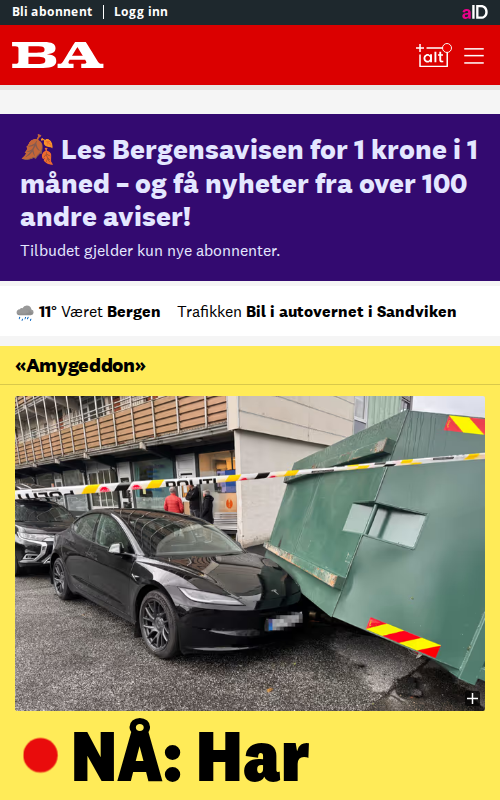 Bli abonnent | Logg inn
aID
BA
+alt
Les Bergensavisen for 1 krone i 1
måned – og få nyheter fra over 100
andre aviser!
Tilbudet gjelder kun nye abonnenter.
11° Været Bergen Trafikken Bil i autovernet i Sandviken
«Amygeddon»
NÅ: Har